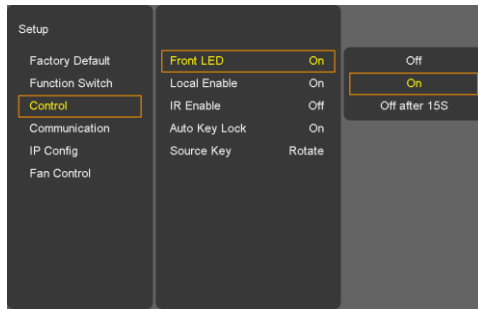 Setup
Factory Default
Function Switch
Control
Communication
IP Config
Fan Control
Front LED On
Local Enable On
IR Enable Off
Auto Key Lock On
Source Key Rotate
Off
On
Off after 15S